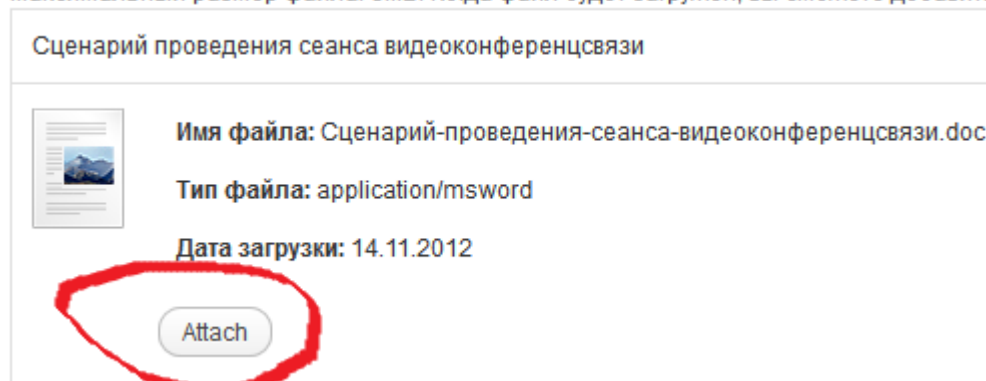 Сценарий проведения сеанса видеоконференцсвязи
Имя файла: Сценарий-проведения-сеанса-видеоконференцсвязи.doc
Тип файла: application/msword
Дата загрузки: 14.11.2012
Attach